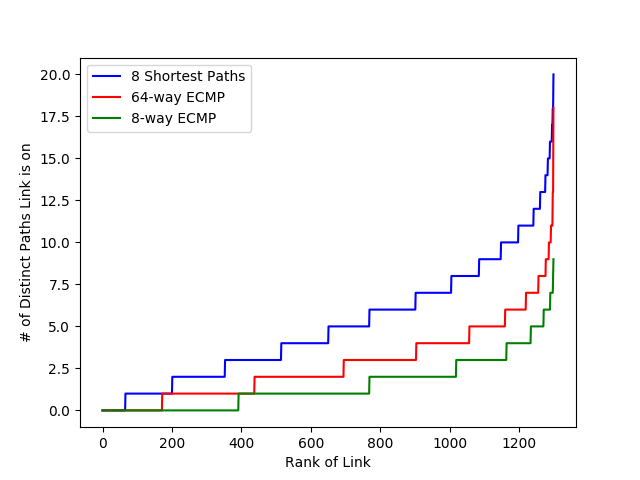 8 Shortest Paths
64-way ECMP
8-way ECMP
# of Distinct Paths Link is on
20.0
17.5
15.0
12.5
10.0
7.5
5.0
2.5
0.0
0 200 400 600 800 1000 1200
Rank of Link